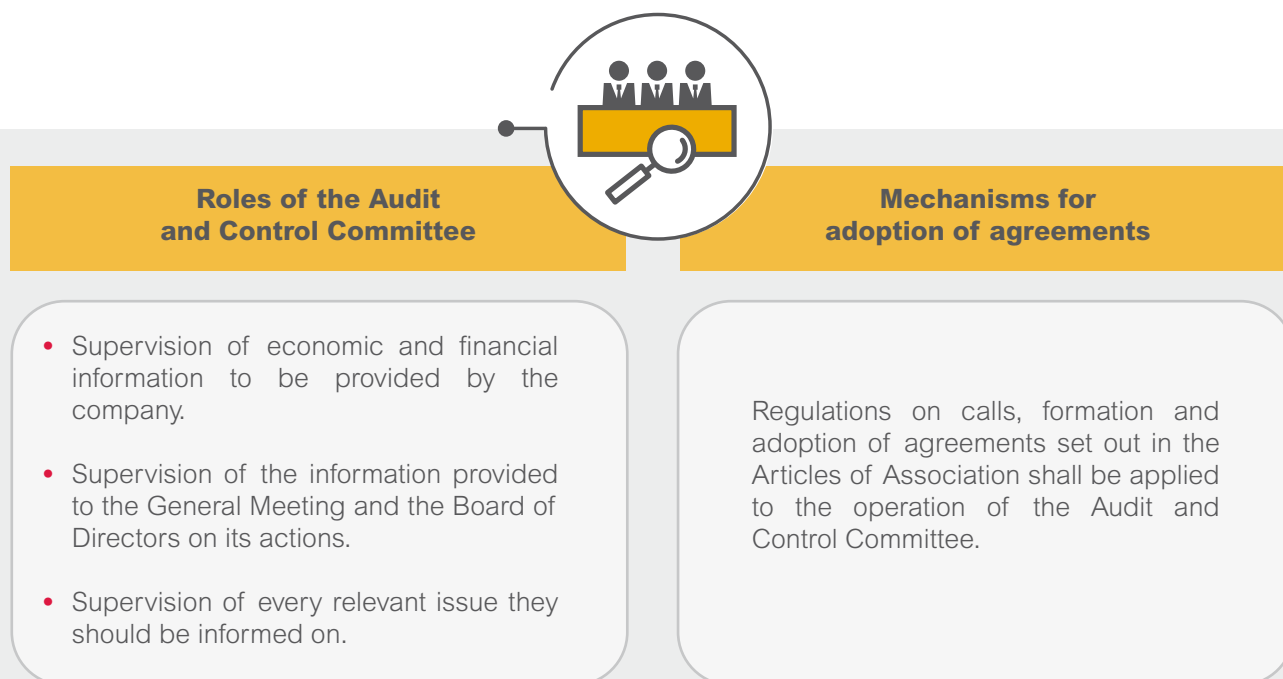 Roles of the Audit
and Control Committee
• Supervision of economic and financial
information to be provided by the
company.
• Supervision of the information provided
to the General Meeting and the Board of
Directors on its actions.
• Supervision of every relevant issue they
should be informed on.
Mechanisms for
adoption of agreements
Regulations on calls, formation and
adoption of agreements set out in the
Articles of Association shall be applied
to the operation of the Audit and
Control Committee.